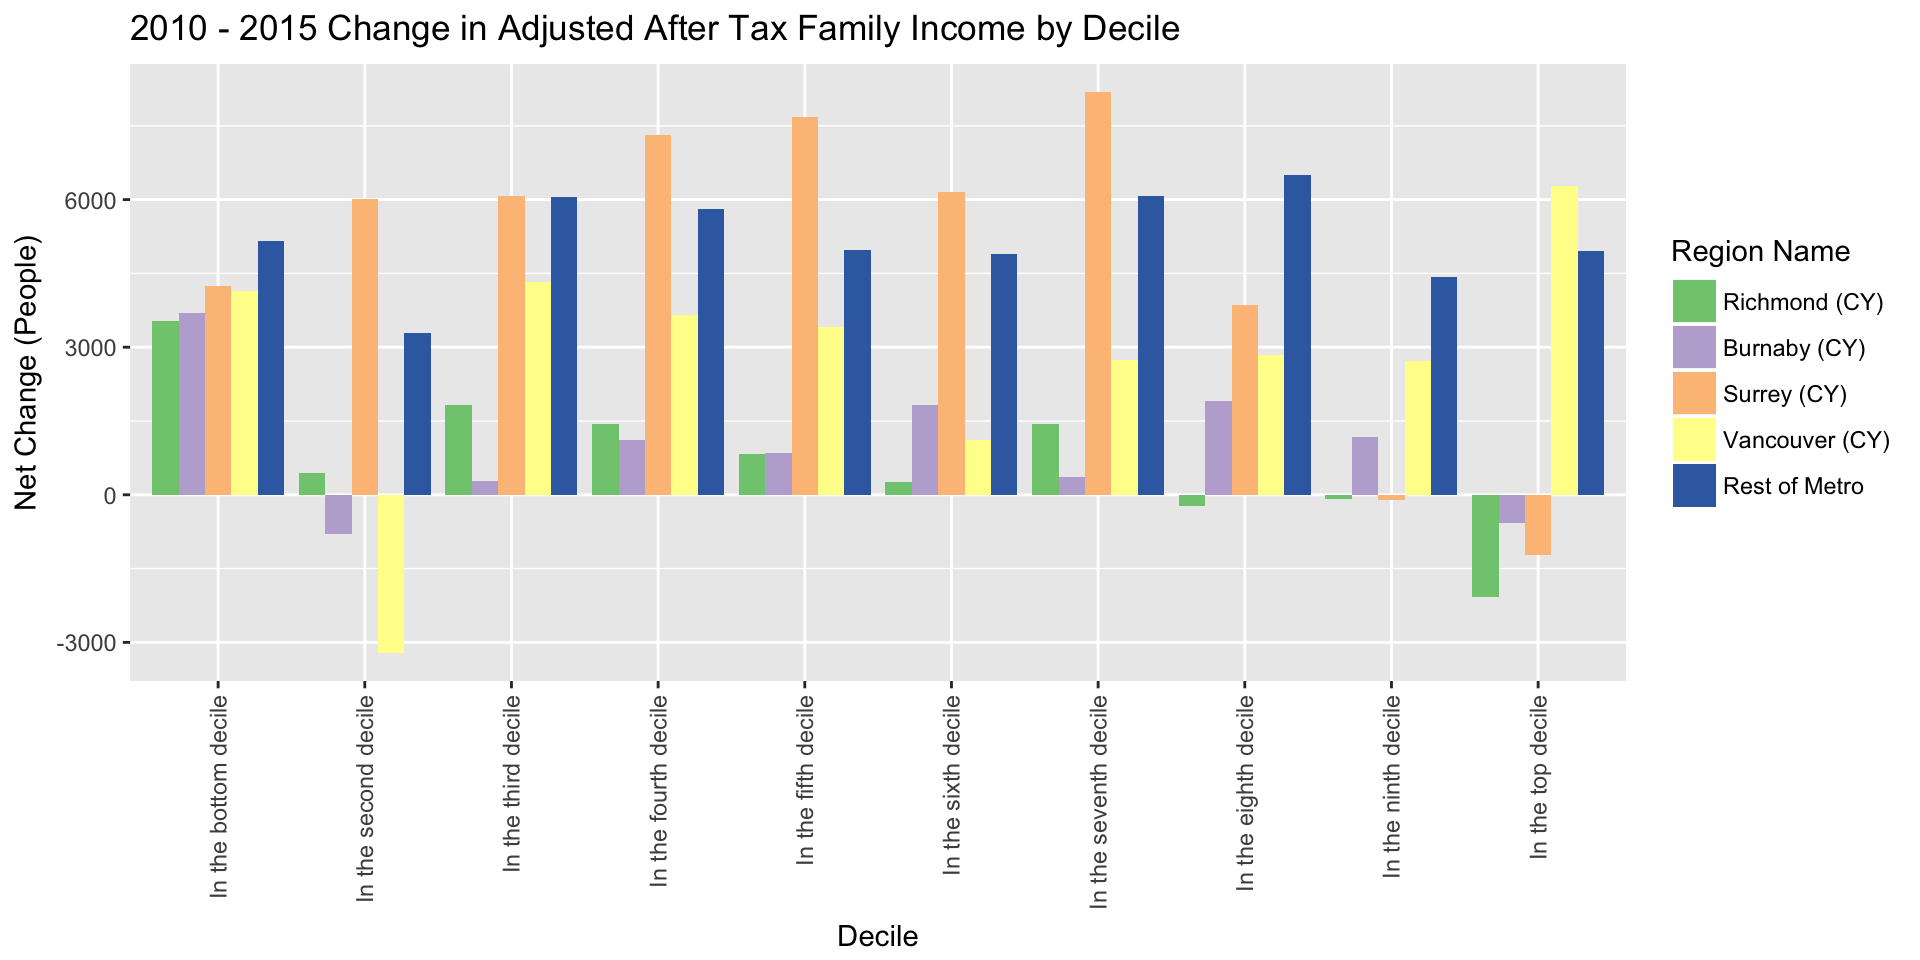 2010 - 2015 Change in Adjusted After Tax Family Income by Decile
Net Change (People)
6000
3000
0
-3000
In the bottom decile
In the second decile
In the third decile
In the fourth decile
In the fifth decile
In the sixth decile
In the seventh decile
In the eighth decile
In the ninth decile
In the top decile
Decile
Region Name
Richmond (CY)
Burnaby (CY)
Surrey (CY)
Vancouver (CY)
Rest of Metro